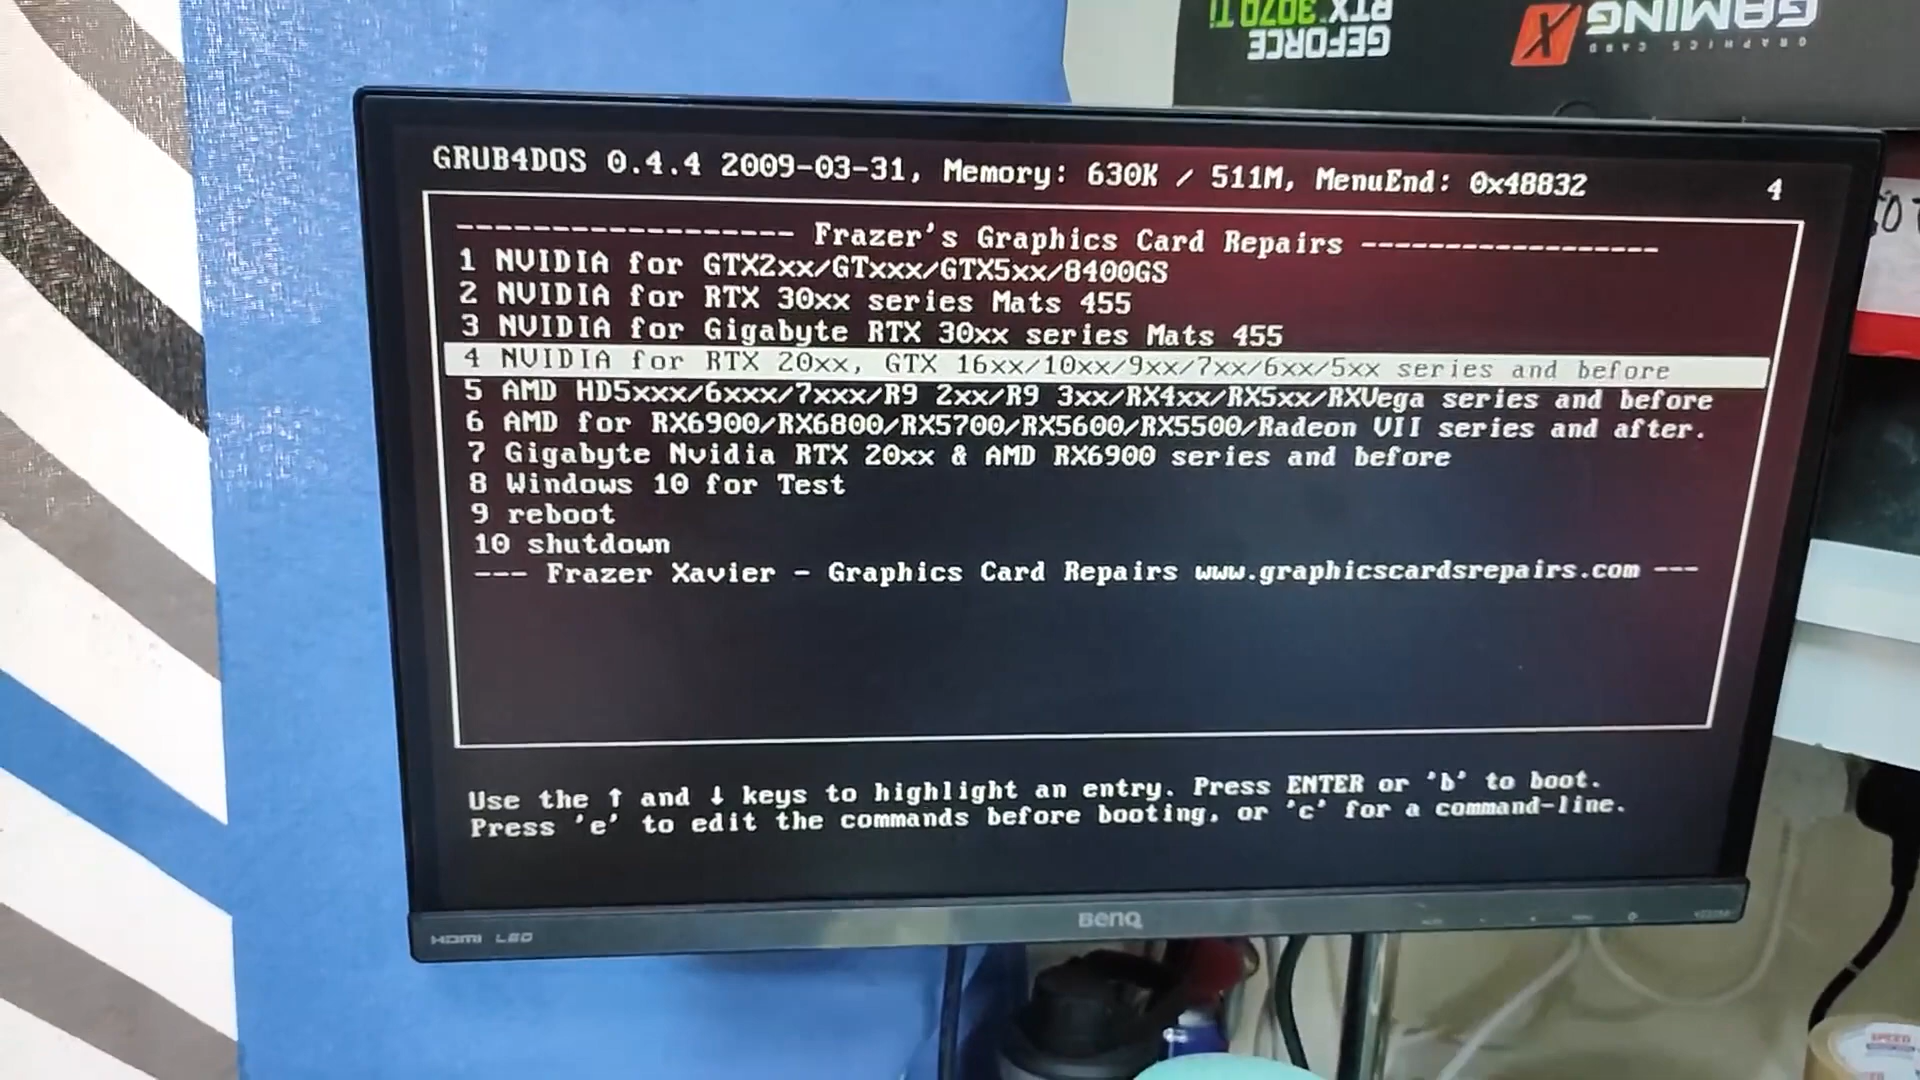 GEFORCE
RTX 3070 Ti
GAMING X
GRAPHICS CARD
GRUB4DOS 0.4.4 2009-03-31, Memory: 630K / 511M, MenuEnd: 0x48832
4
------------------ Frazer's Graphics Card Repairs ------------------
1 NVIDIA for GTX2xx/GTxxx/GTX5xx/8400GS
2 NVIDIA for RTX 30xx series Mats 455
3 NVIDIA for Gigabyte RTX 30xx series Mats 455
4 NVIDIA for RTX 20xx, GTX 16xx/10xx/9xx/7xx/6xx/5xx series and before
5 AMD HD5xxx/6xxx/7xxx/R9 2xx/R9 3xx/RX4xx/RX5xx/RXVega series and before
6 AMD for RX6900/RX6800/RX5700/RX5600/RX5500/Radeon VII series and after.
7 Gigabyte Nvidia RTX 20xx & AMD RX6900 series and before
8 Windows 10 for Test
9 reboot
10 shutdown
--- Frazer Xavier - Graphics Card Repairs www.graphicscardsrepairs.com ---
Use the ↑ and ↓ keys to highlight an entry. Press ENTER or 'b' to boot.
Press 'e' to edit the commands before booting, or 'c' for a command-line.
HDMI LED
BenQ
SPEED